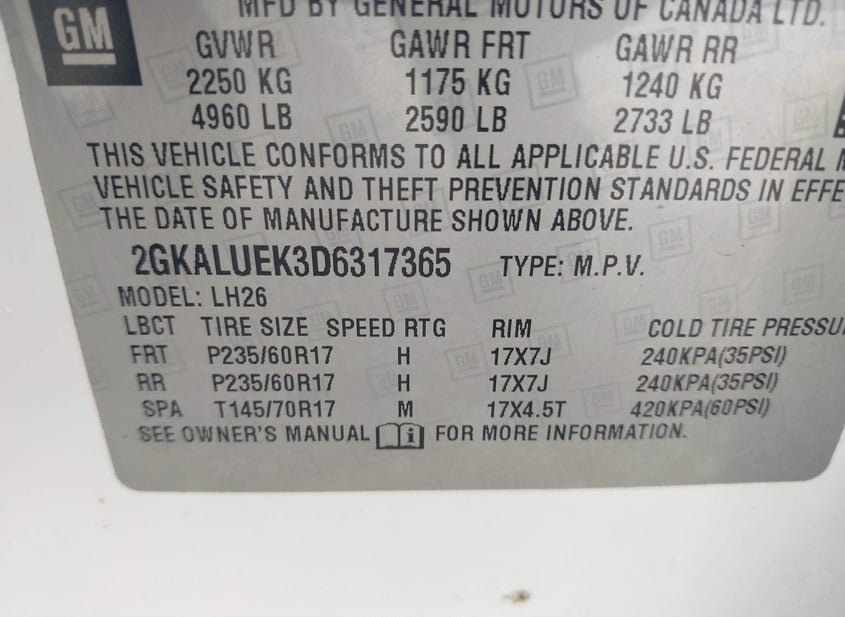 MFD BY GENERAL MOTORS OF CANADA LTD.
GM
GVWR GAWR FRT GAWR RR
2250 KG 1175 KG 1240 KG
4960 LB 2590 LB 2733 LB
THIS VEHICLE CONFORMS TO ALL APPLICABLE U.S. FEDERAL
VEHICLE SAFETY AND THEFT PREVENTION STANDARDS IN EFFE
THE DATE OF MANUFACTURE SHOWN ABOVE.
2GKALUEK3D6317365 TYPE: M.P.V.
MODEL: LH26
LBCT TIRE SIZE SPEED RTG RIM COLD TIRE PRESSU
FRT P235/60R17 H 17X7J 240KPA(35PSI)
RR P235/60R17 H 17X7J 240KPA(35PSI)
SPA T145/70R17 M 17X4.5T 420KPA(60PSI)
SEE OWNER'S MANUAL i FOR MORE INFORMATION.